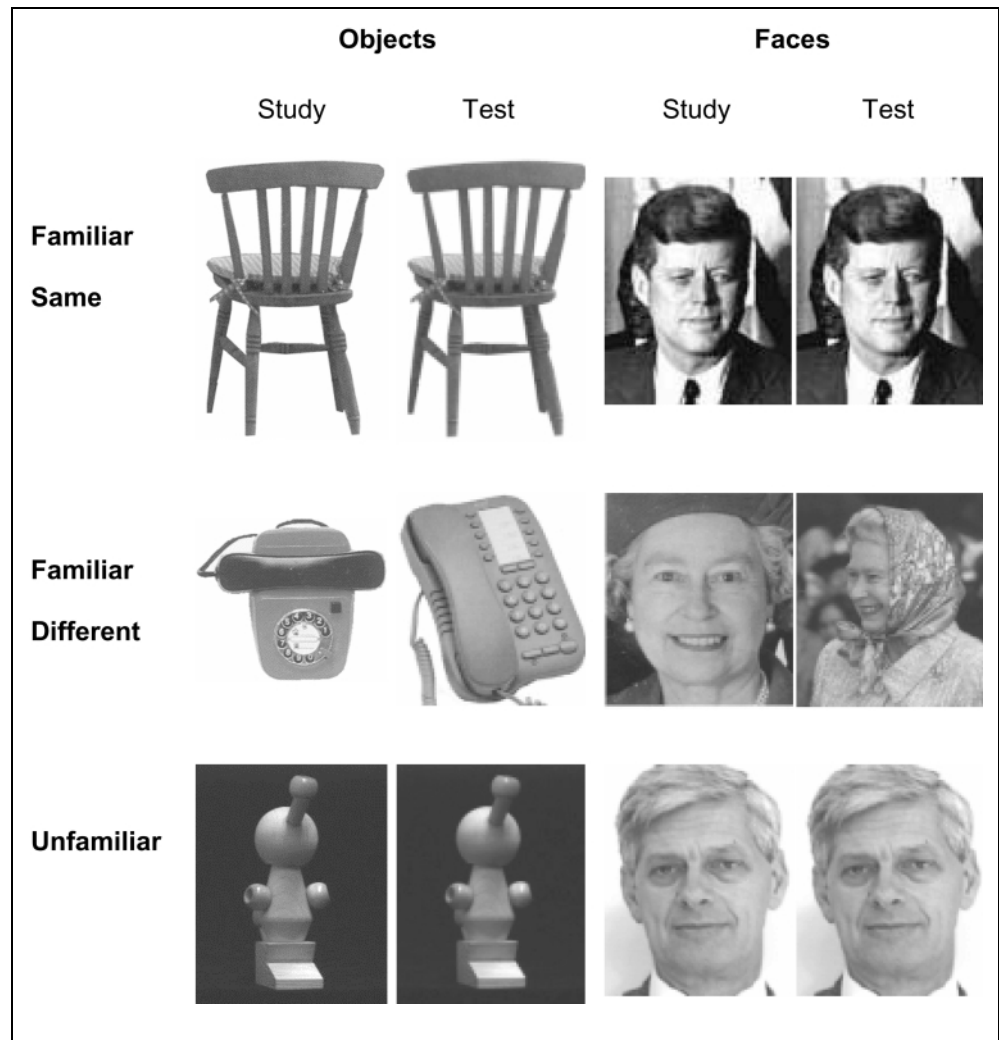 Objects Faces
Study Test Study Test
Familiar
Same
Familiar
Different
Unfamiliar